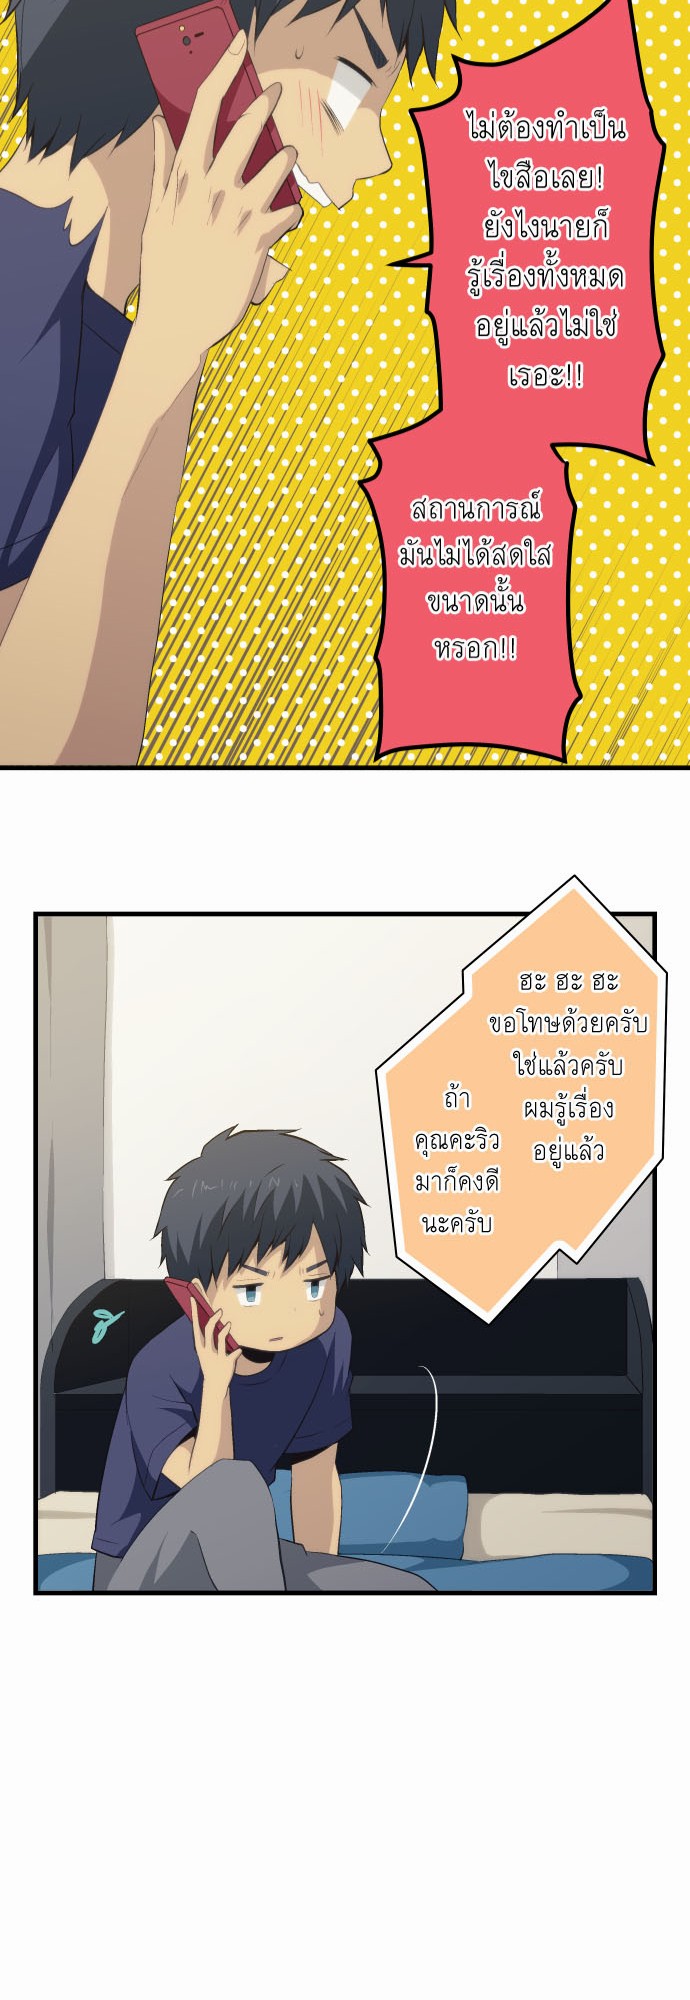 ไม่ต้องทำเป็น
ไขสือเลย!
ยังไงนายก็
รู้เรื่องทั้งหมด
อยู่แล้วไม่ใช่
เรอะ!!
สถานการณ์
มันไม่ได้สดใส
ขนาดนั้น
หรอก!!
ฮะ ฮะ ฮะ
ขอโทษด้วยครับ
ใช่แล้วครับ
ผมรู้เรื่อง
อยู่แล้ว
ถ้า
คุณคะริว
มาก็คงดี
นะครับ